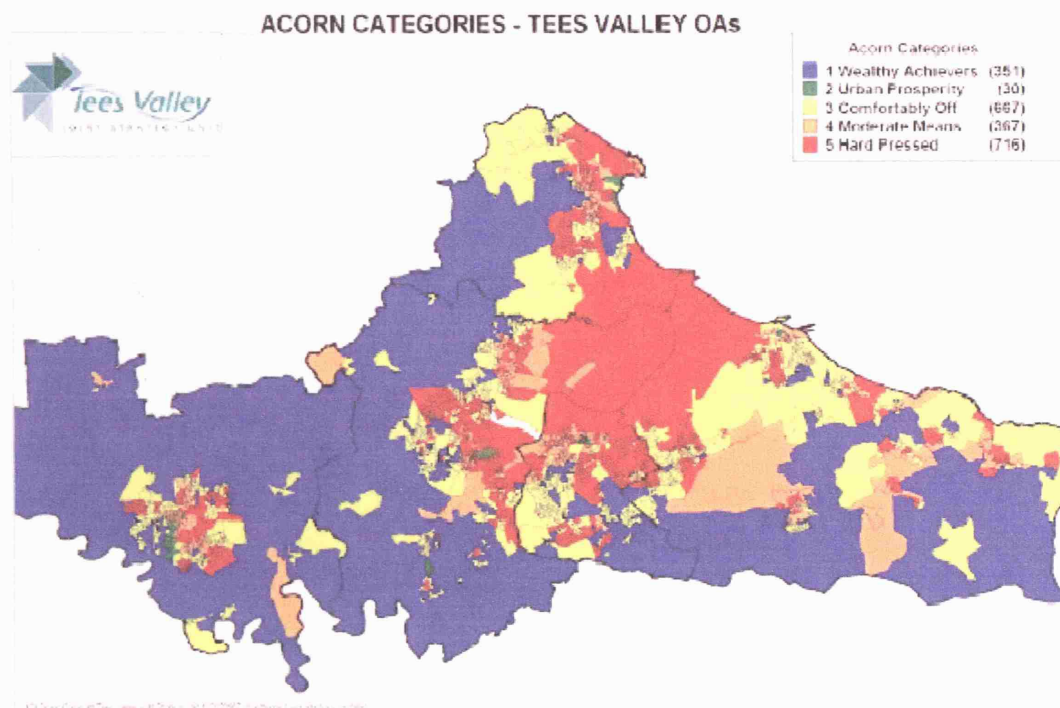 ACORN CATEGORIES - TEES VALLEY OAs
Tees Valley
Acorn Categories
1 Wealthy Achievers (351)
2 Urban Prosperity (30)
3 Comfortably Off (667)
4 Moderate Means (367)
5 Hard Pressed (716)